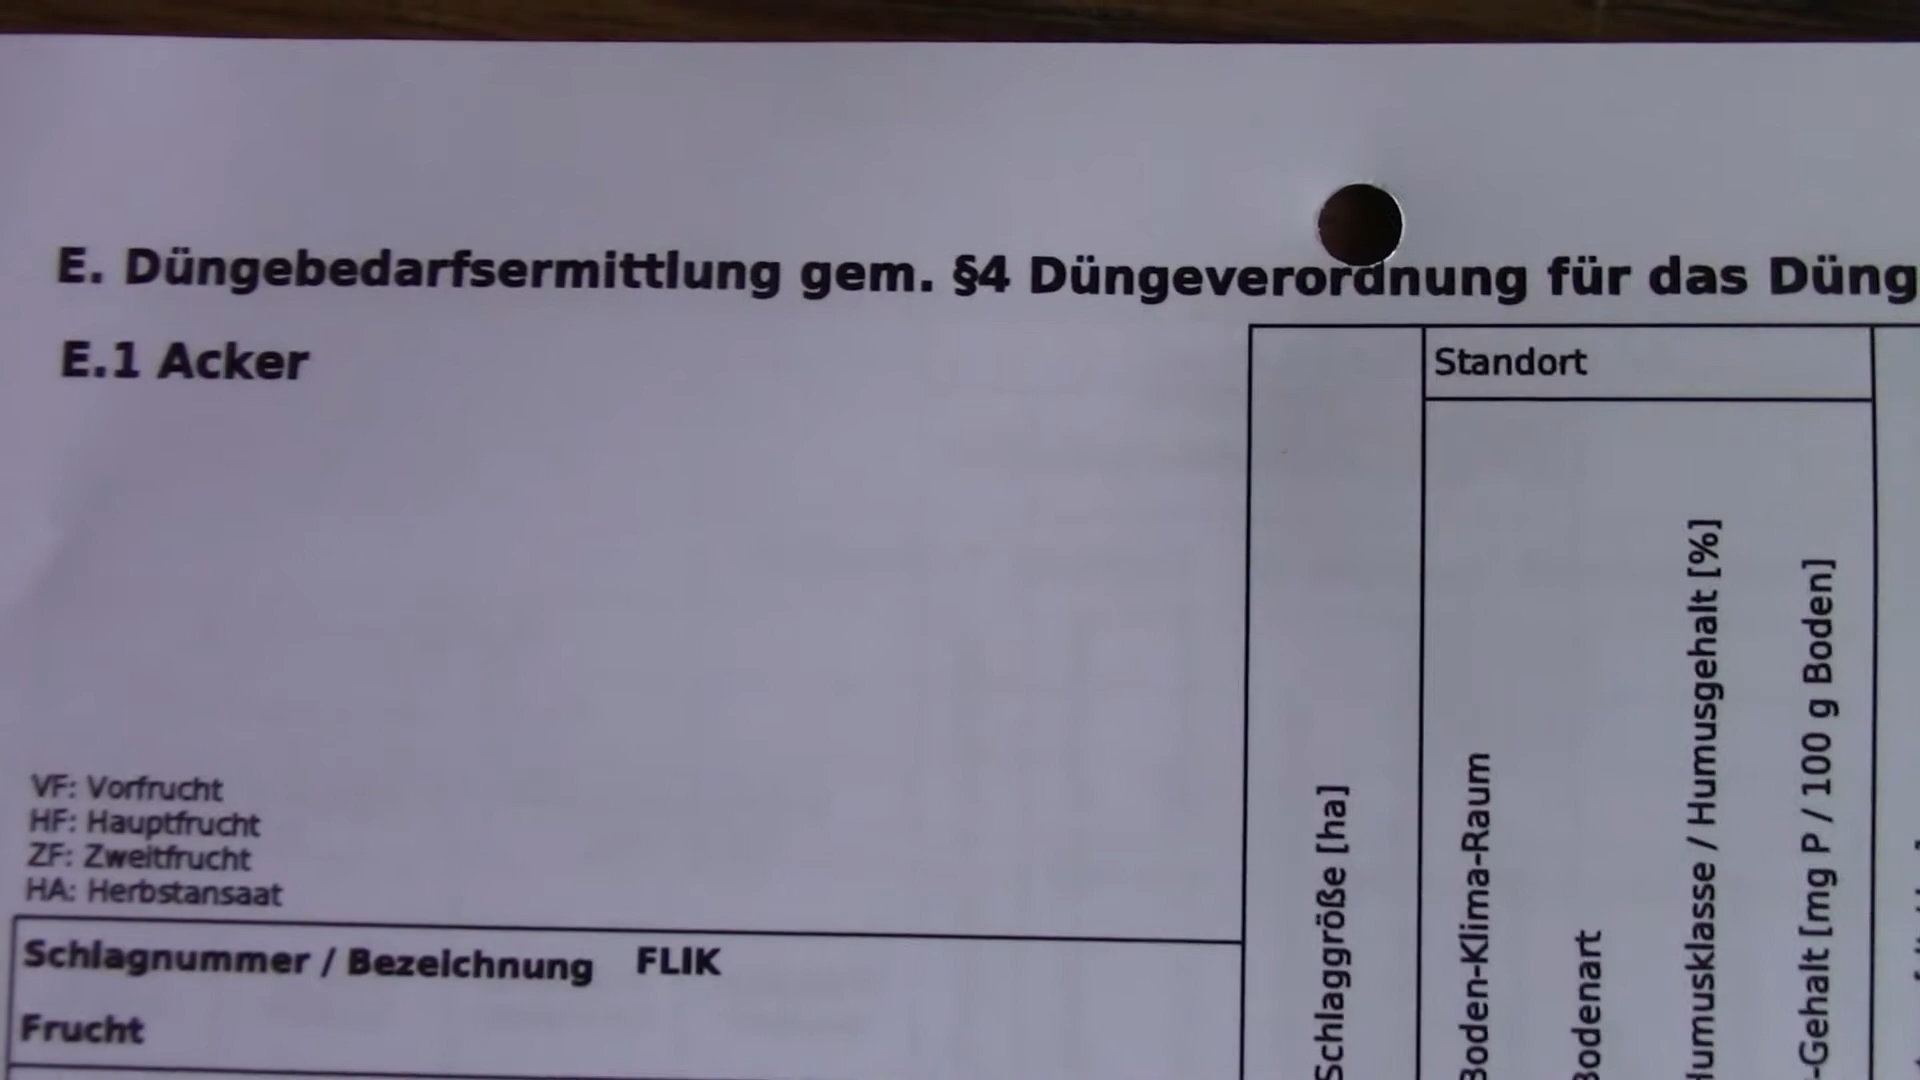 E. Düngebedarfsermittlung gem. §4 Düngeverordnung für das Düng
E.1 Acker
Standort
VF: Vorfrucht
HF: Hauptfrucht
ZF: Zweitfrucht
HA: Herbstansaat
Schlagnummer / Bezeichnung FLIK
Frucht
Schlaggröße [ha]
Boden-Klima-Raum
Bodenart
Humusklasse / Humusgehalt [%]
-Gehalt [mg P / 100 g Boden]